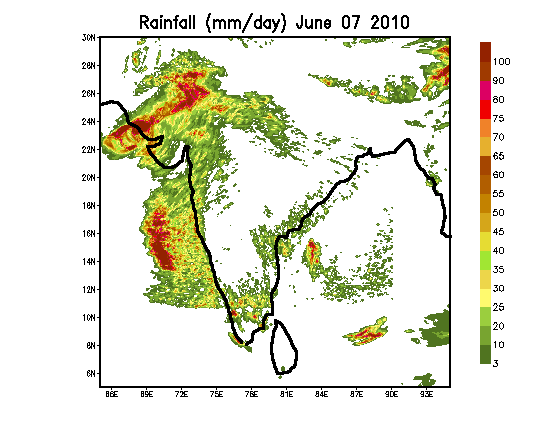 Rainfall (mm/day) June 07 2010
30N
28N
26N
24N
22N
20N
18N
16N
14N
12N
10N
8N
6N
66E 69E 72E 75E 78E 81E 84E 87E 90E 93E
100
90
80
75
70
65
60
55
50
45
40
35
30
25
20
10
3